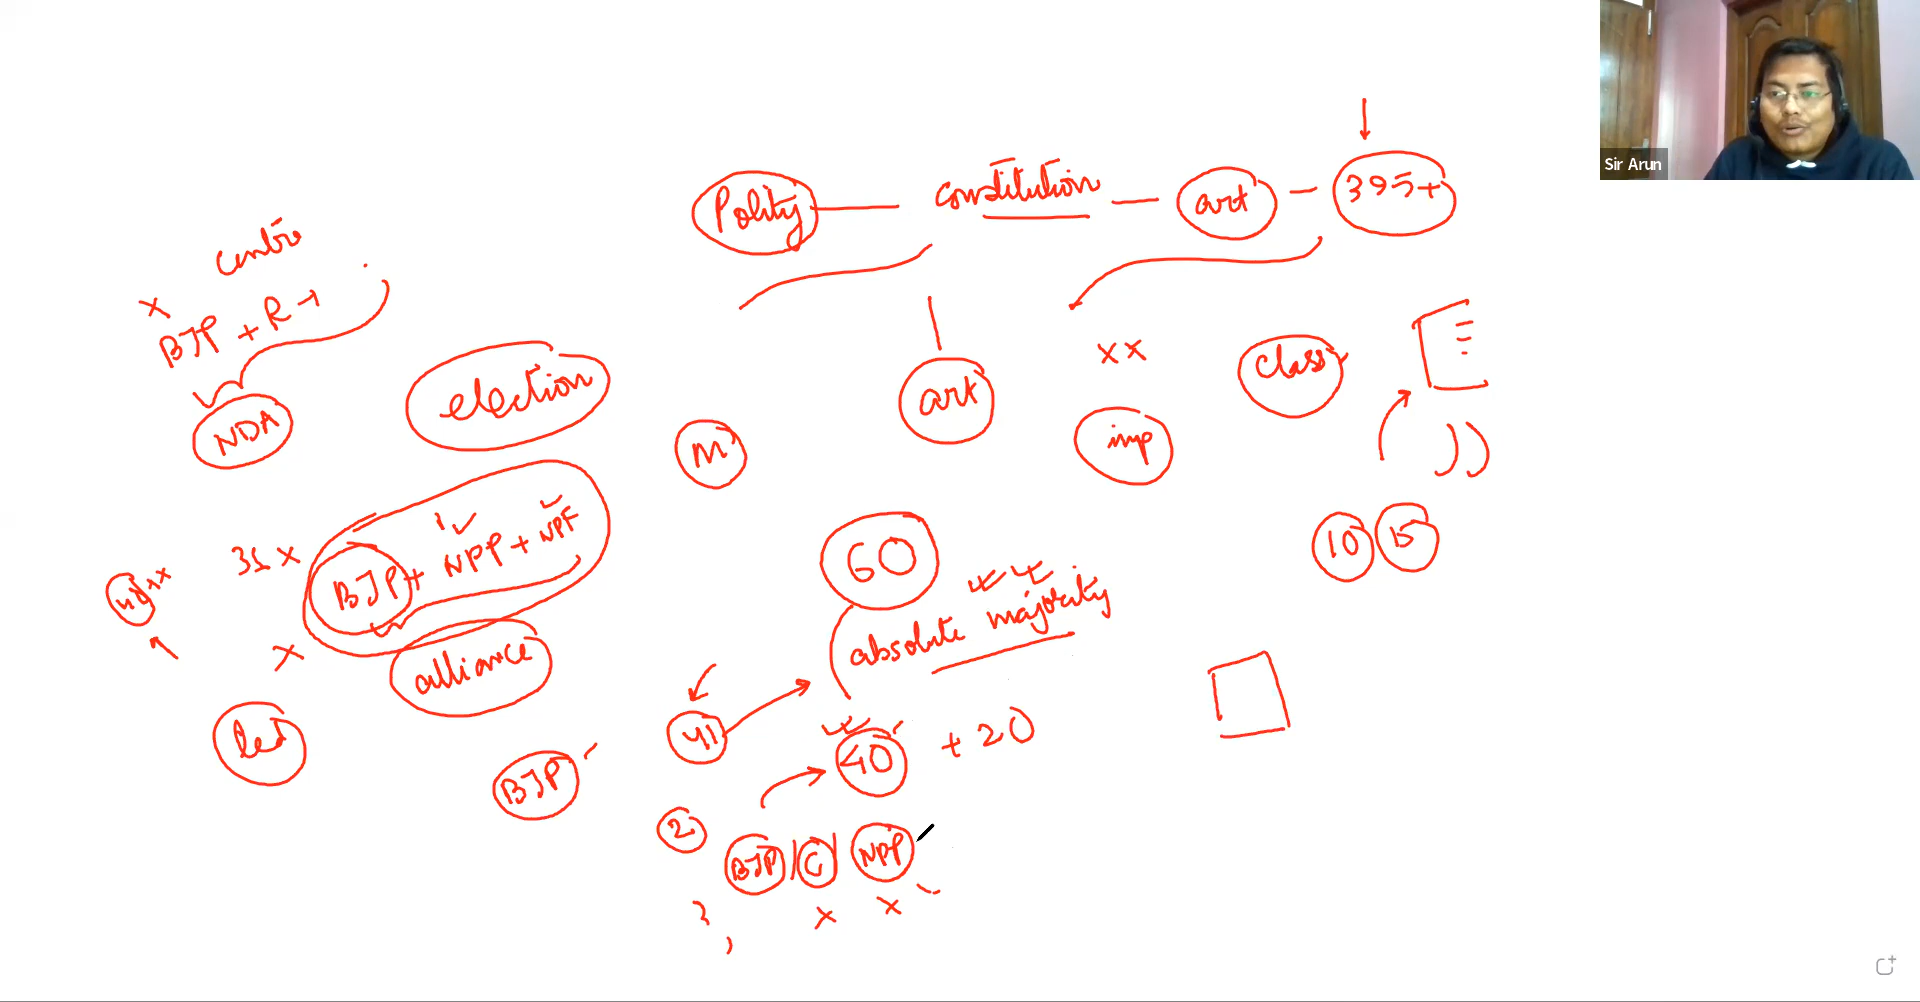 Sir Arun
Polity — constitution — art — 395+
centre
BJP + R →
NDA
election
M
art
xx
imp
class
10 15
60
absolute majority
31 x
BJP + NPP + NPF
x
alliance
led
BJP
41
40 + 20
2
BJP / C / NPP
x x